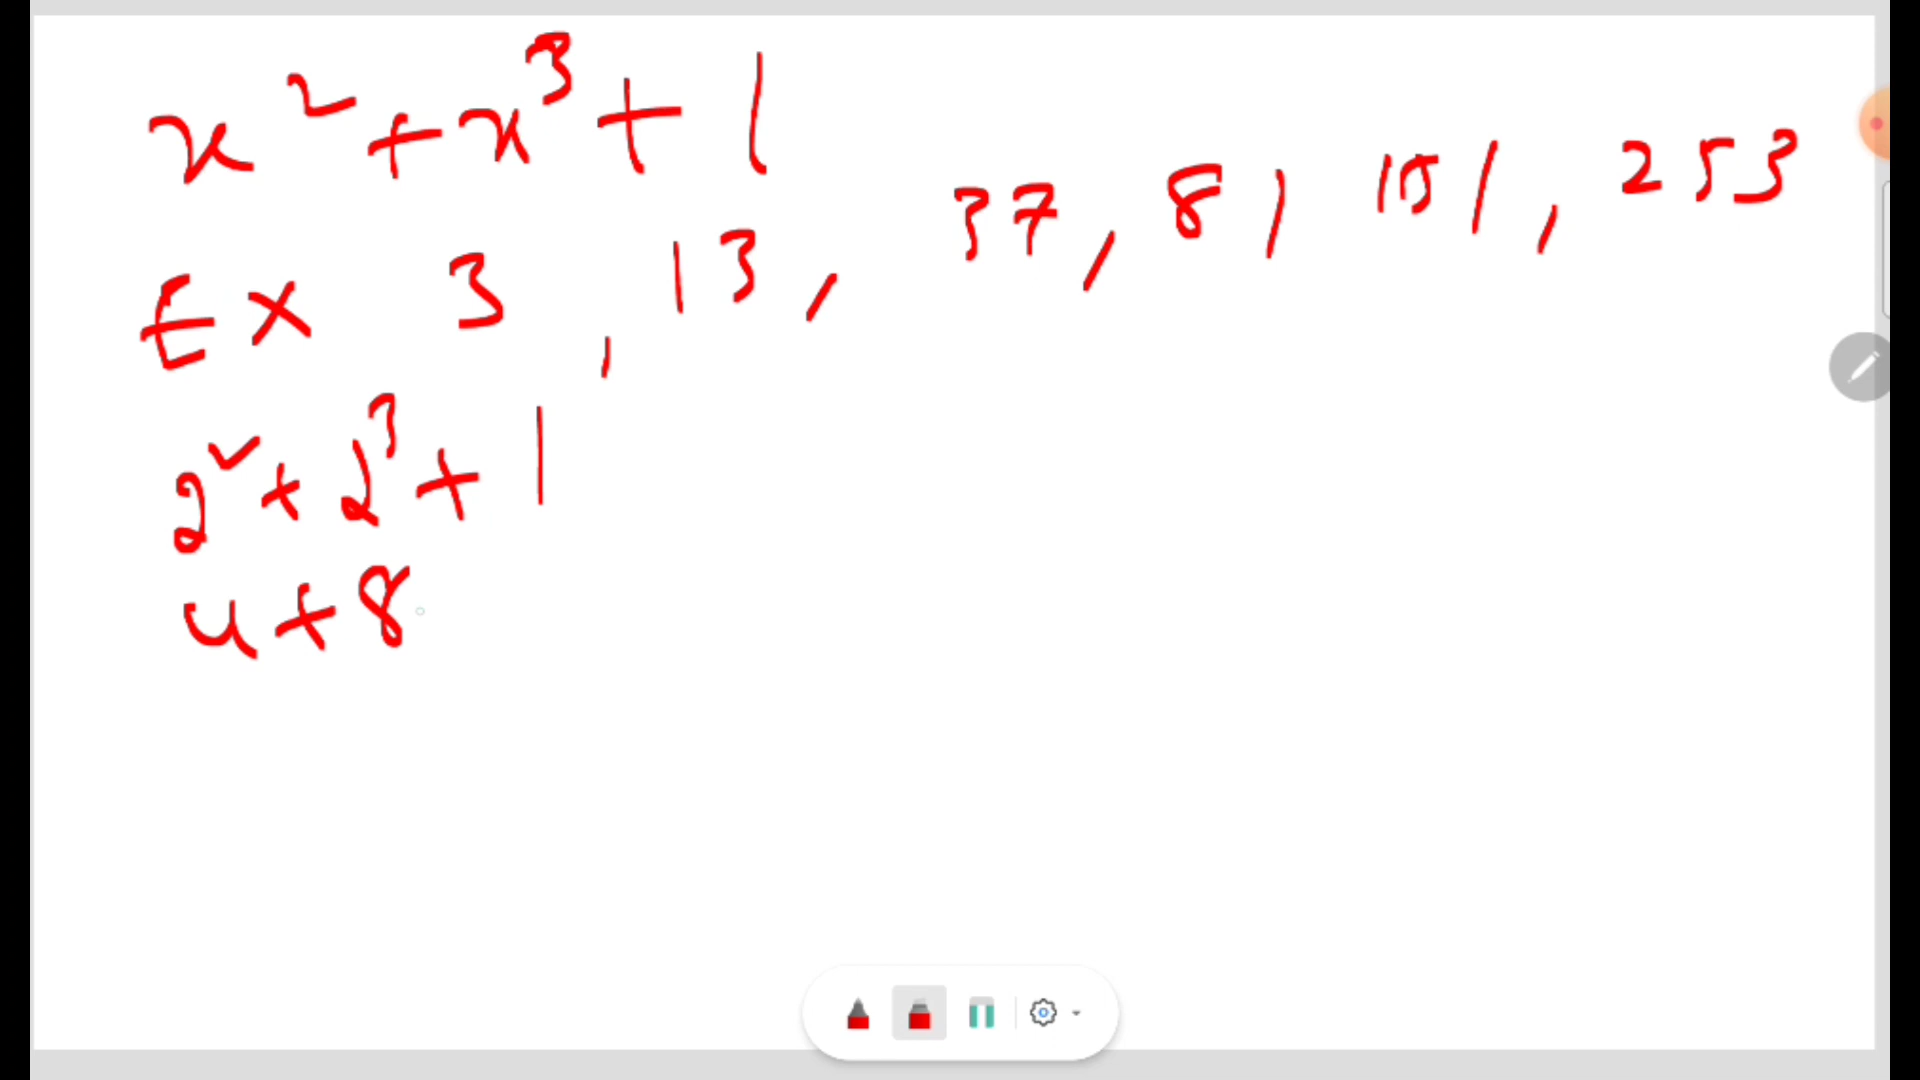 x² + x³ + 1
Ex 3, 13, 37, 81 151, 253
2² + 2³ + 1
4 + 8